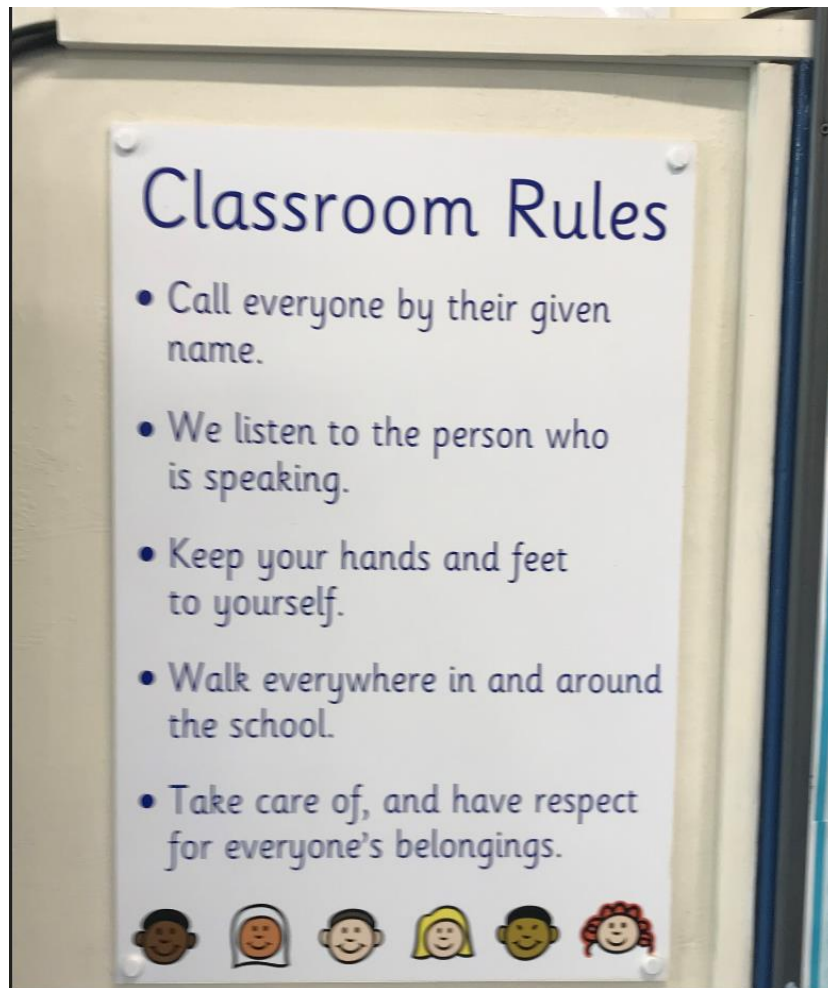 Classroom Rules
• Call everyone by their given
name.
• We listen to the person who
is speaking.
• Keep your hands and feet
to yourself.
• Walk everywhere in and around
the school.
• Take care of, and have respect
for everyone's belongings.